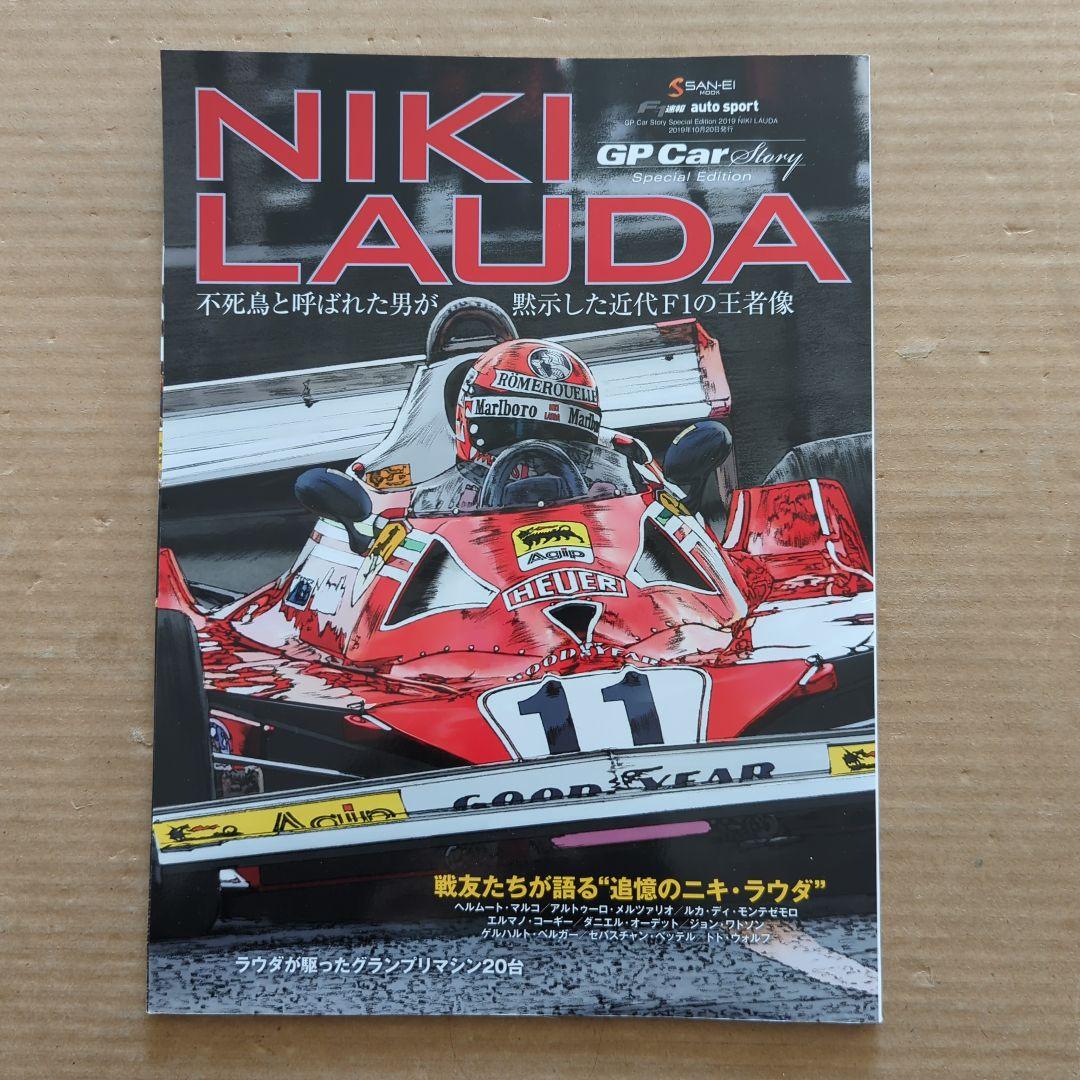 NIKI
LAUDA
SAN-EI
MOOK
F1速報 auto sport
GP Car Story Special Edition 2019 NIKI LAUDA
2019年10月20日発行
GP Car Story
Special Edition
不死鳥と呼ばれた男が 黙示した近代F1の王者像
RÖMERQUELLE
Marlboro NIKI LAUDA Marlb
Agip
HEUER
GOODYEAR
11
GOODYEAR
Agip
戦友たちが語る“追憶のニキ・ラウダ”
ヘルムート・マルコ/アルトゥーロ・メルツァリオ/ルカ・ディ・モンテゼモロ
エルマノ・コーギー/ダニエル・オーデット/ジョン・ワトソン
ゲルハルト・ベルガー/ゼバスチャン・ベッテル/トト・ウォルフ
ラウダが駆ったグランプリマシン20台